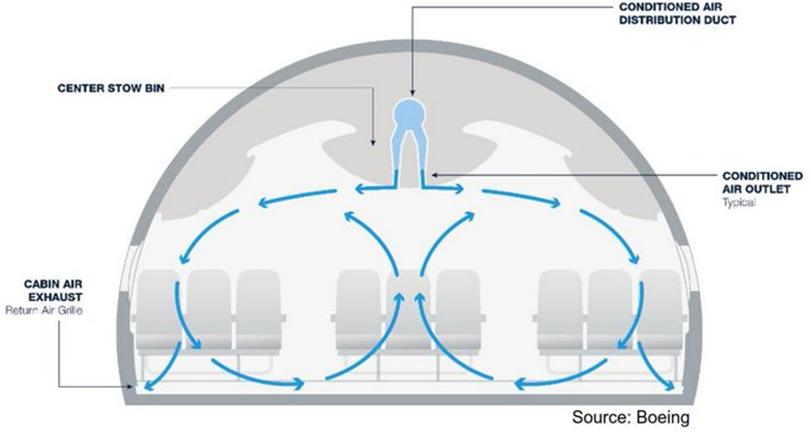 CONDITIONED AIR
DISTRIBUTION DUCT
CENTER STOW BIN
CONDITIONED
AIR OUTLET
Typical
CABIN AIR
EXHAUST
Return Air Grille
Source: Boeing